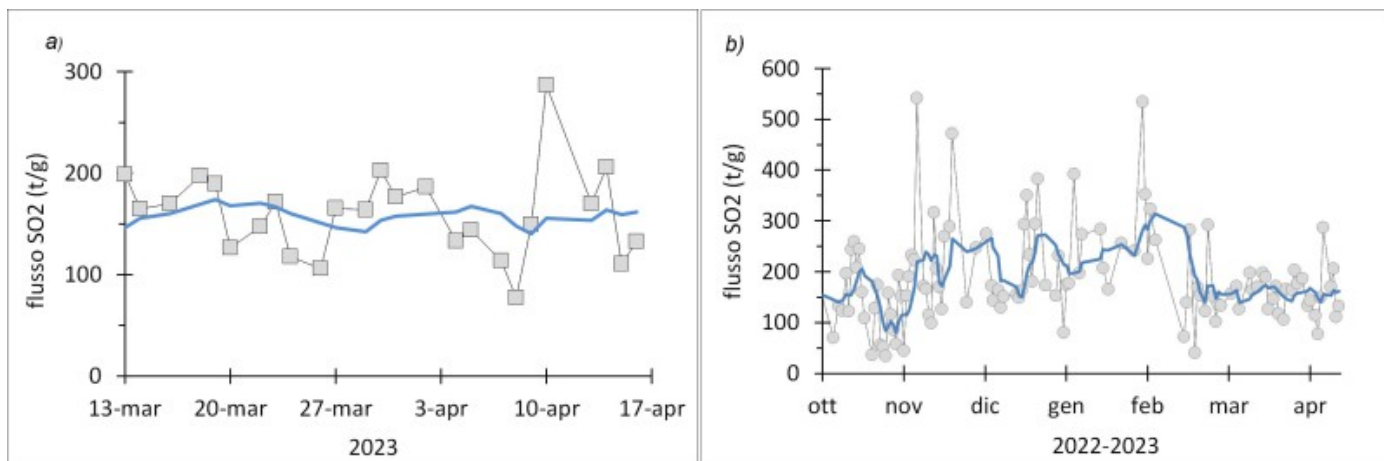 a)
flusso SO2 (t/g)
300
200
100
0
13-mar 20-mar 27-mar 3-apr 10-apr 17-apr
2023
b)
flusso SO2 (t/g)
600
500
400
300
200
100
0
ott nov dic gen feb mar apr
2022-2023